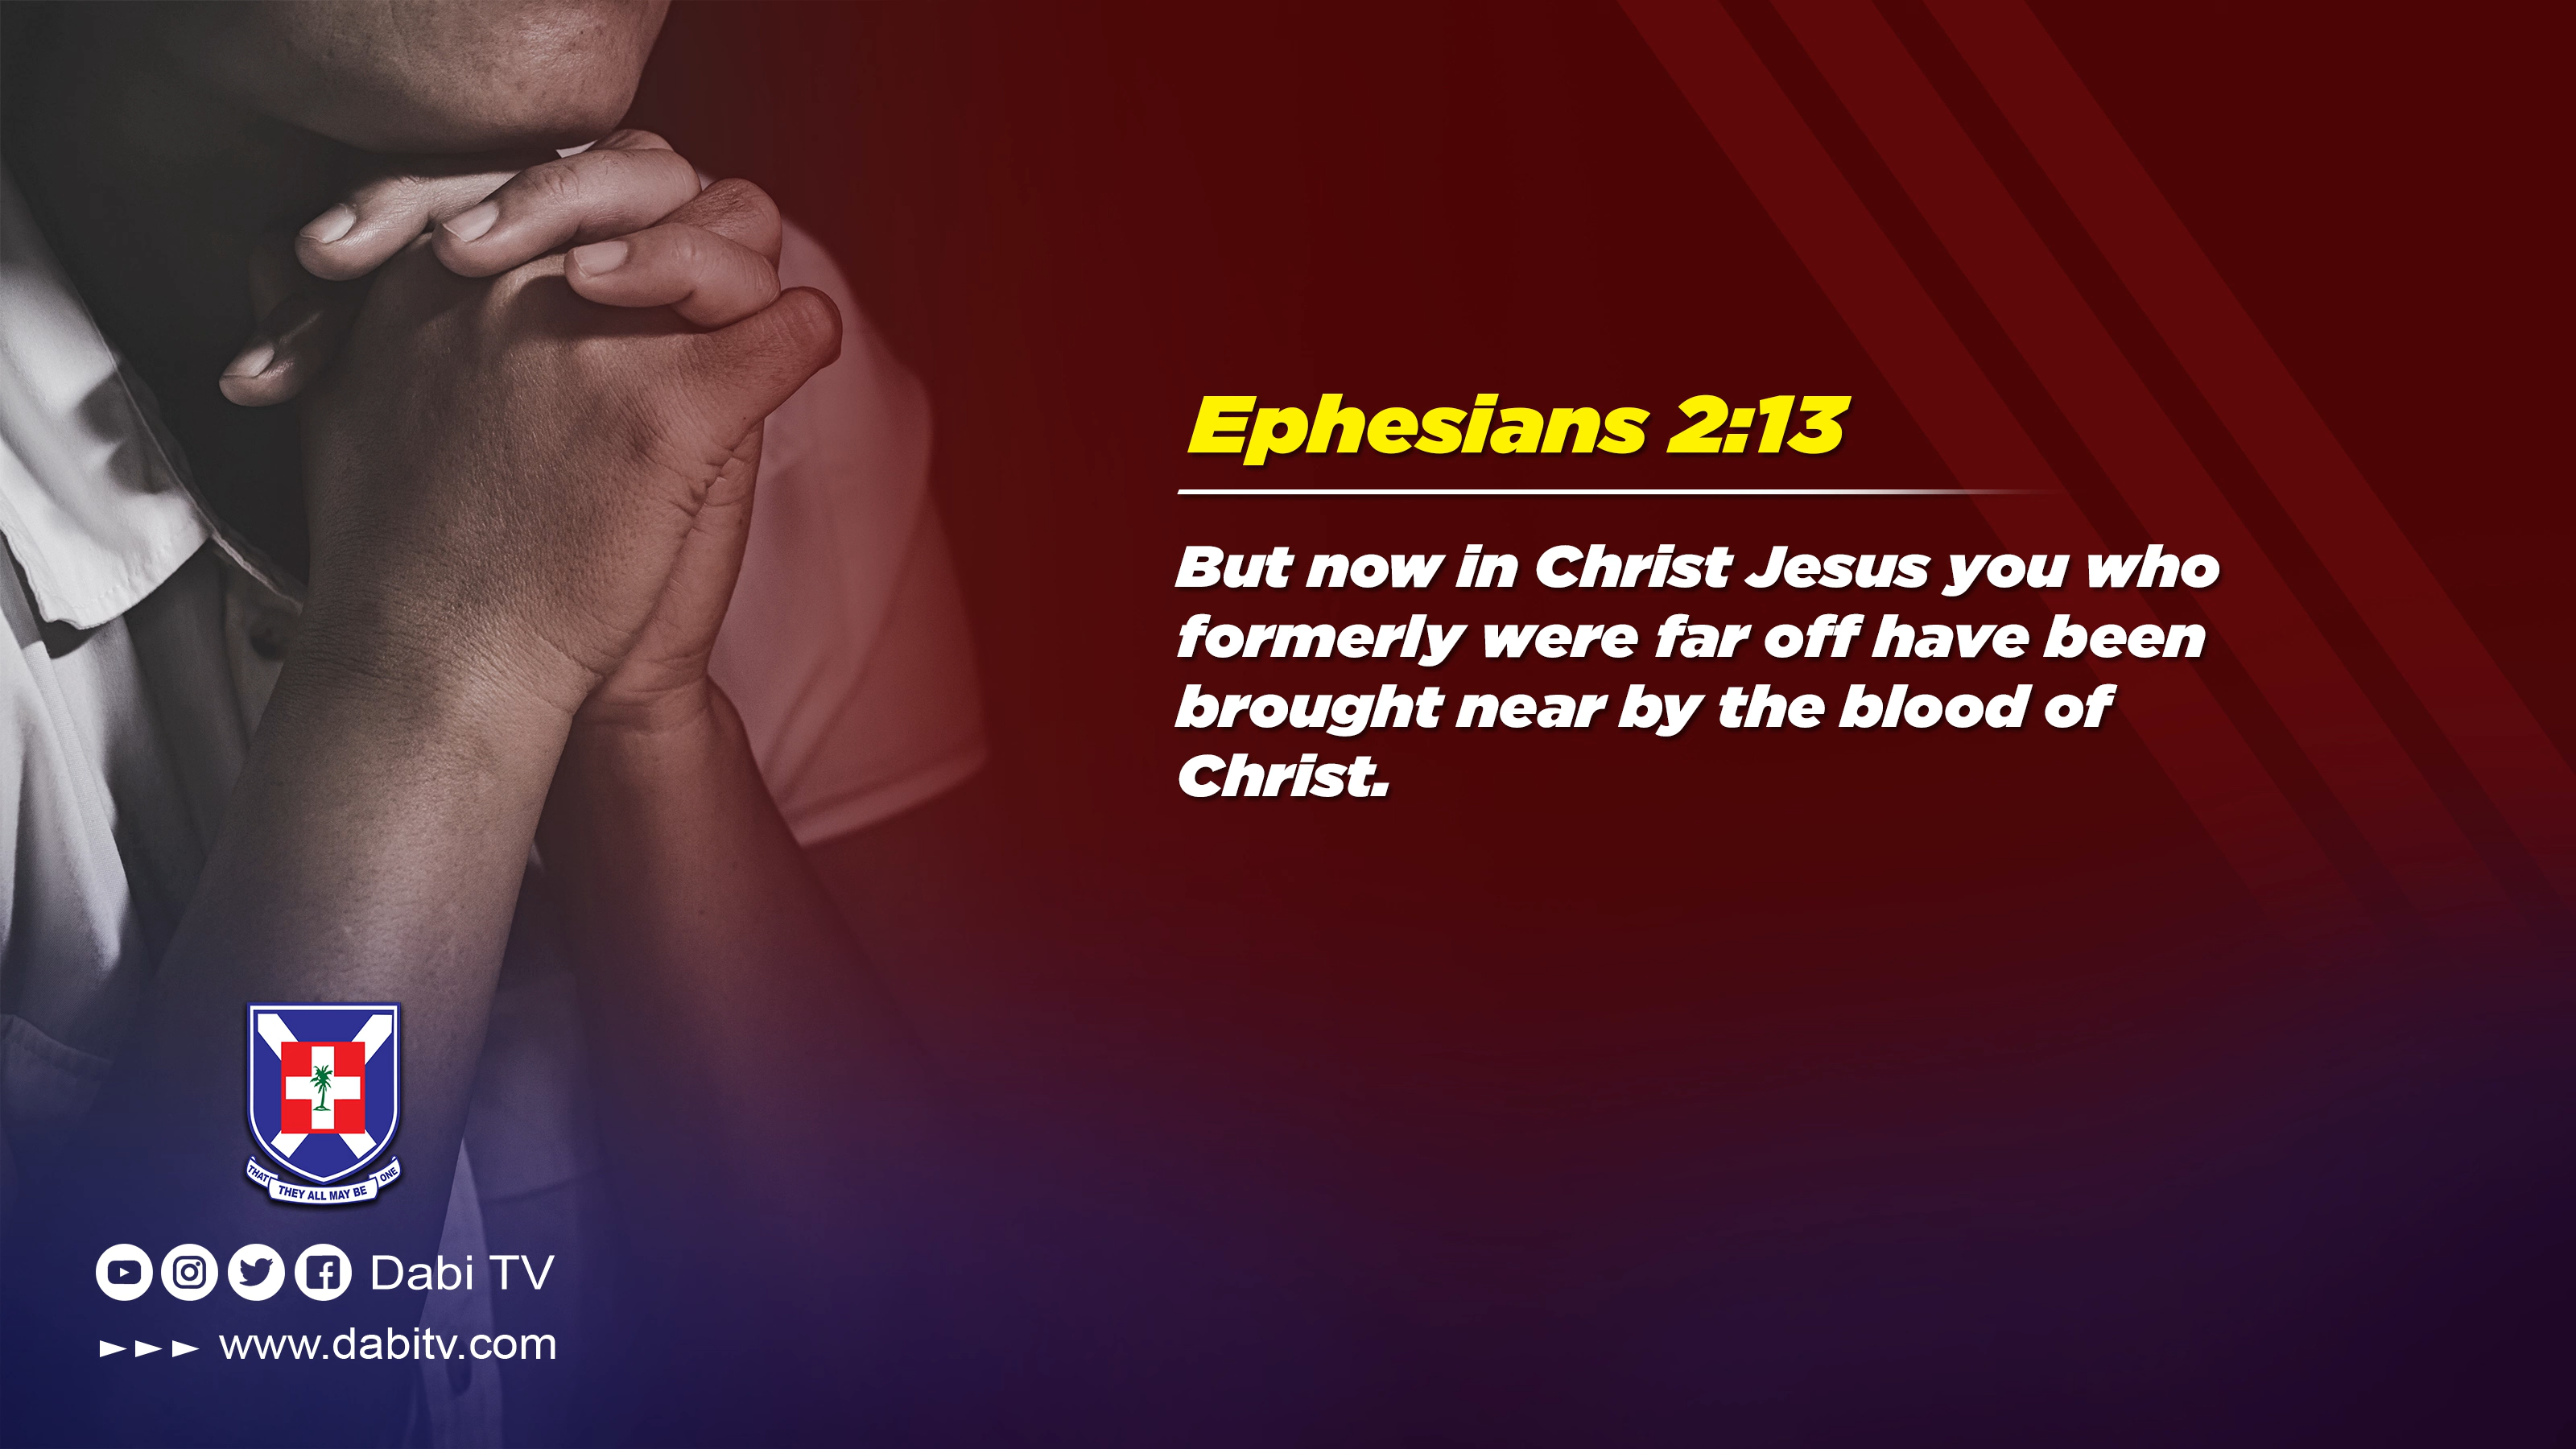 Ephesians 2:13
But now in Christ Jesus you who
formerly were far off have been
brought near by the blood of
Christ.
THAT THEY ALL MAY BE ONE
Dabi TV
www.dabitv.com